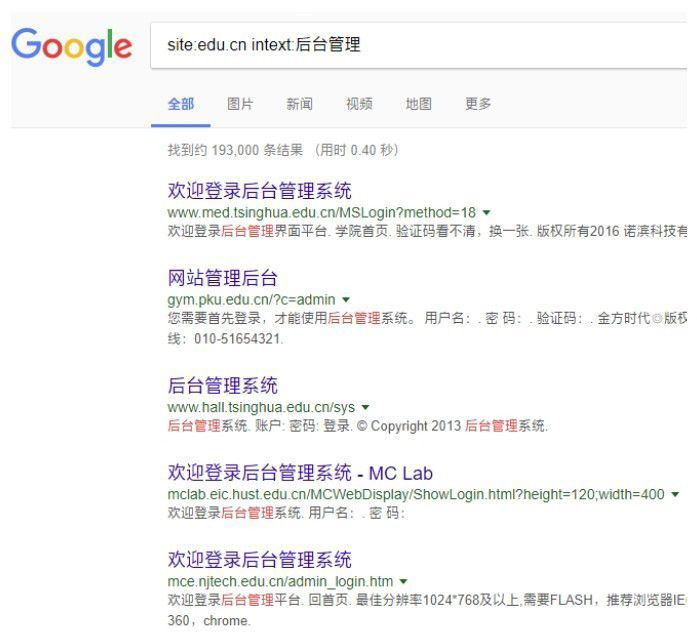 Google
site:edu.cn intext:后台管理
全部 图片 新闻 视频 地图 更多
找到约 193,000 条结果 （用时 0.40 秒）
欢迎登录后台管理系统
www.med.tsinghua.edu.cn/MSLogin?method=18
欢迎登录后台管理界面平台. 学院首页. 验证码看不清，换一张. 版权所有2016 诺滨科技有
网站管理后台
gym.pku.edu.cn/?c=admin
您需要首先登录，才能使用后台管理系统。 用户名：. 密 码：. 验证码：. 金方时代©版权
线：010-51654321.
后台管理系统
www.hall.tsinghua.edu.cn/sys
后台管理系统. 账户: 密码: 登录. © Copyright 2013 后台管理系统.
欢迎登录后台管理系统 - MC Lab
mclab.eic.hust.edu.cn/MCWebDisplay/ShowLogin.html?height=120;width=400
欢迎登录后台管理系统. 用户名：. 密 码：
欢迎登录后台管理系统
mce.njtech.edu.cn/admin_login.htm
欢迎登录后台管理平台. 回首页. 最佳分辨率1024*768及以上,需要FLASH，推荐浏览器IE
360，chrome.